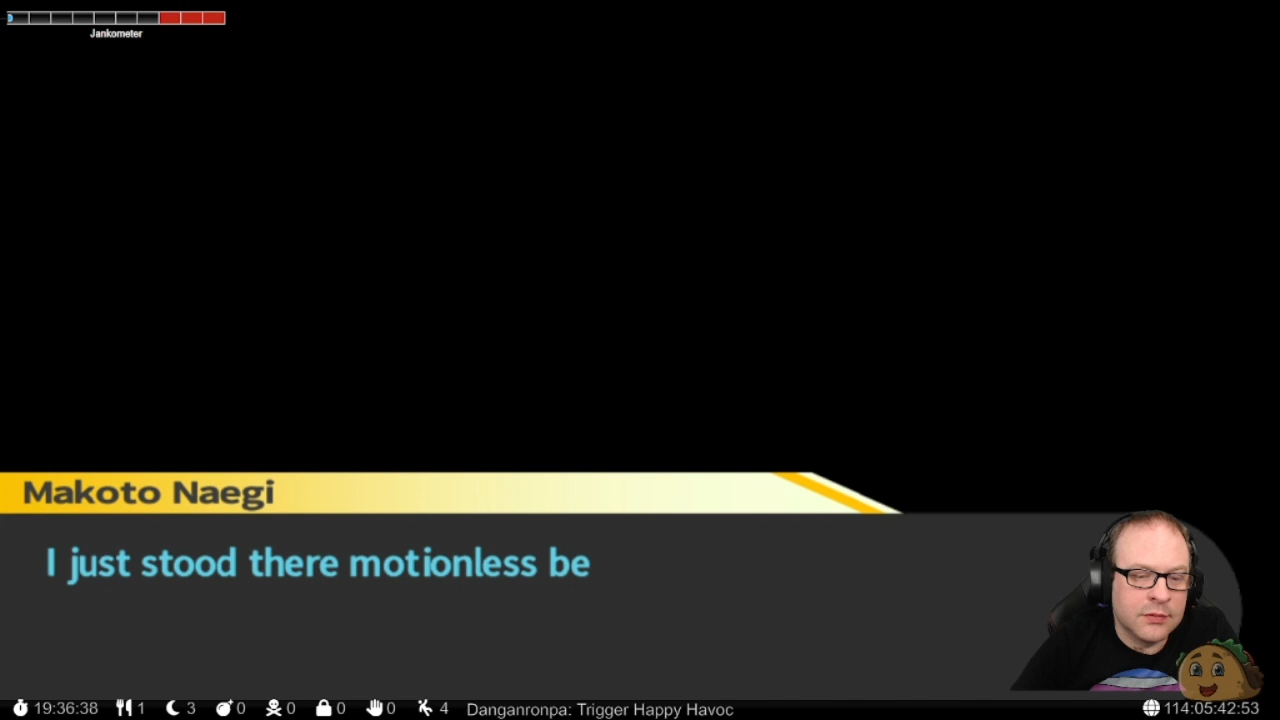 Jankometer
Makoto Naegi
I just stood there motionless be
19:36:38 1 3 0 0 0 0 4 Danganronpa: Trigger Happy Havoc 114:05:42:53